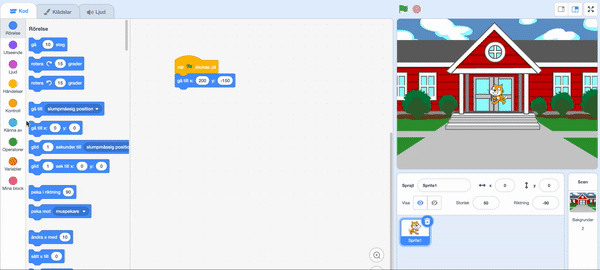 Kod
Klädslar
Ljud
Rörelse
Utseende
Ljud
Händelser
Kontroll
Känna av
Operatorer
Variabler
Mina block
Rörelse
gå 10 steg
rotera 15 grader
rotera 15 grader
gå till slumpmässig position
gå till x: 0 y: 0
glid 1 sekunder till slumpmässig position
glid 1 sek till x: 0 y: 0
peka i riktning 90
peka mot muspekare
ändra x med 10
sätt x till 0
när klickas på
gå till x: 200 y: -150
Sprajt Sprite1 x 0 y 0
Visa Storlek 50 Riktning -90
Sprite1
Scen
Bakgrunder
2